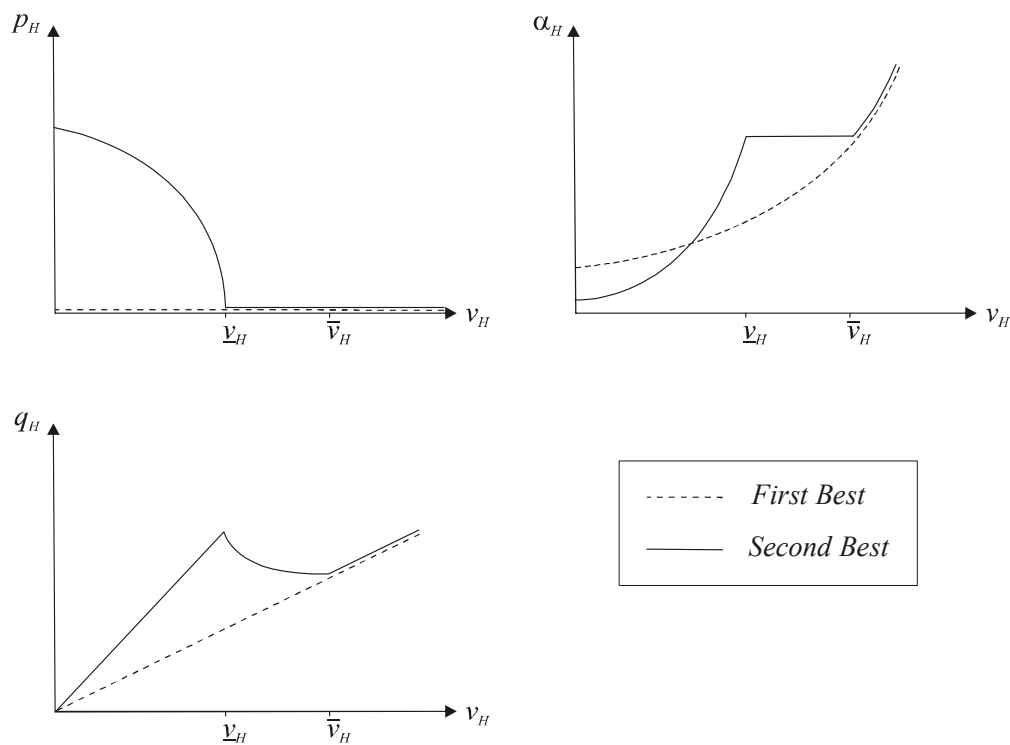 p_H
v_H
v̲_H
v̅_H
α_H
v_H
v̲_H
v̅_H
q_H
v_H
v̲_H
v̅_H
First Best
Second Best